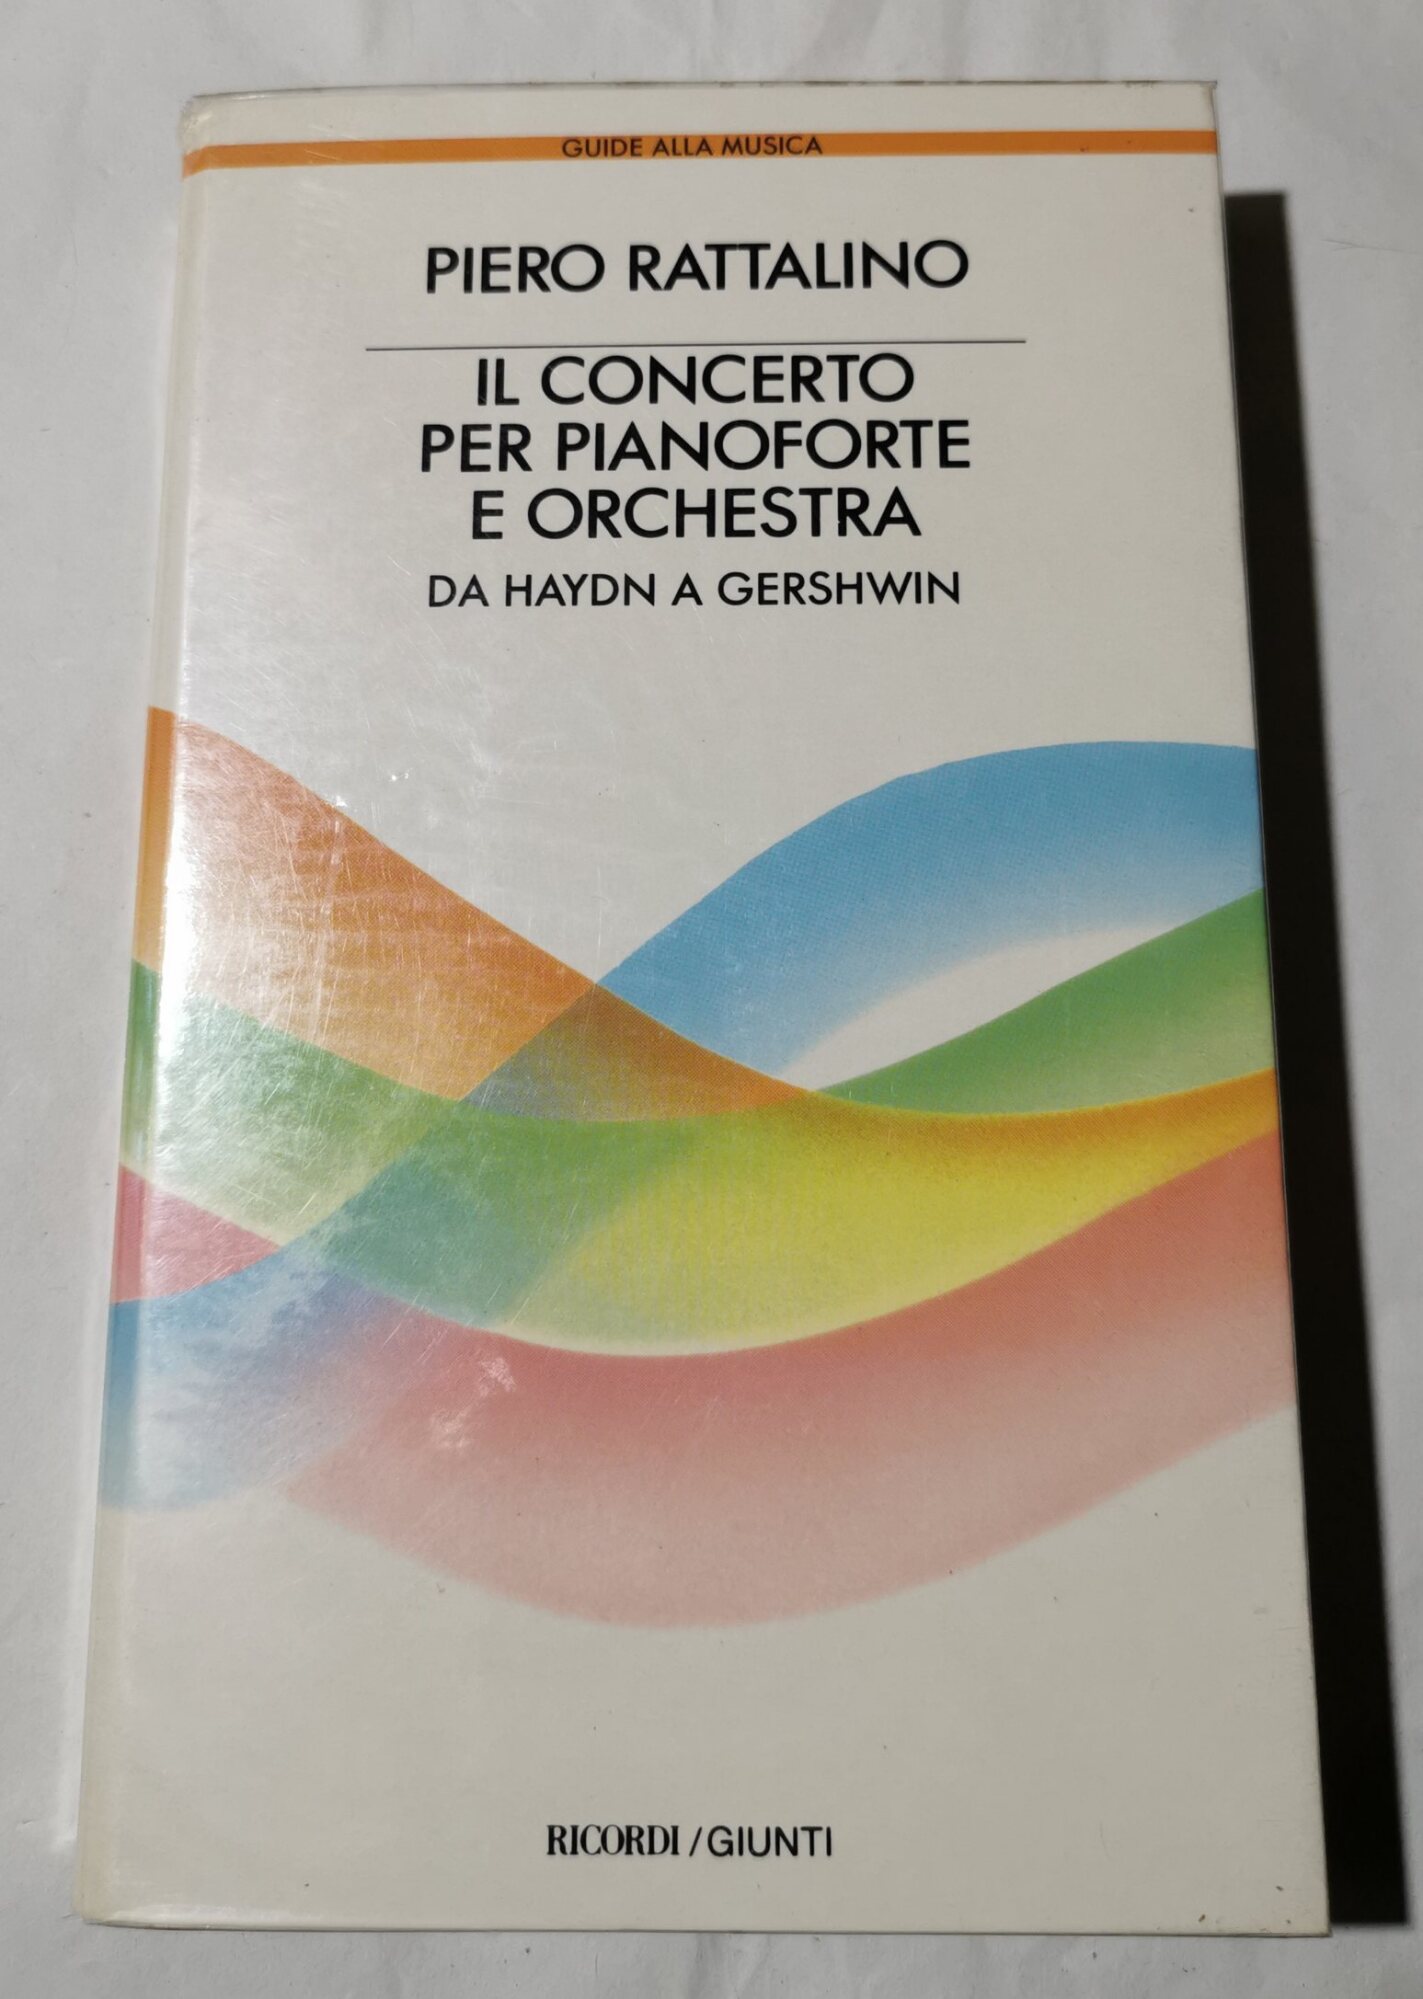 GUIDE ALLA MUSICA
PIERO RATTALINO
IL CONCERTO
PER PIANOFORTE
E ORCHESTRA
DA HAYDN A GERSHWIN
RICORDI / GIUNTI